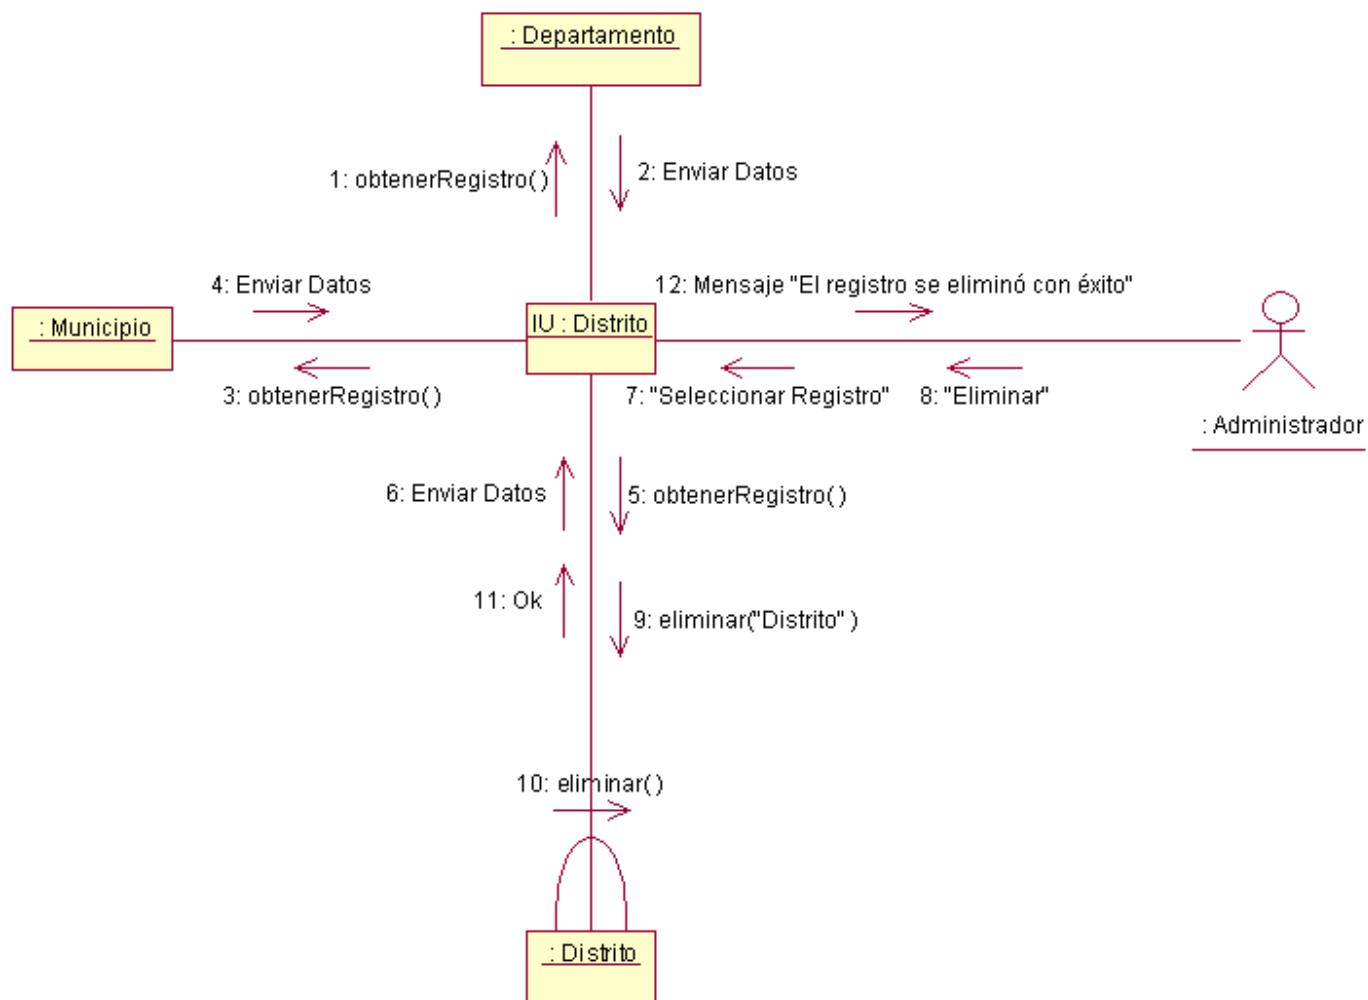 : Departamento
1: obtenerRegistro( )
2: Enviar Datos
4: Enviar Datos
12: Mensaje "El registro se eliminó con éxito"
: Municipio
IU : Distrito
3: obtenerRegistro( )
7: "Seleccionar Registro"
8: "Eliminar"
: Administrador
6: Enviar Datos
5: obtenerRegistro( )
11: Ok
9: eliminar("Distrito" )
10: eliminar( )
: Distrito